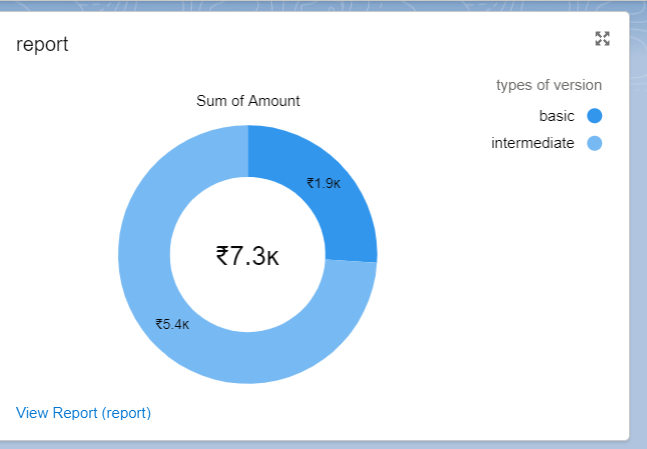 report
types of version
Sum of Amount
basic
intermediate
₹1.9K
₹7.3K
₹5.4K
View Report (report)